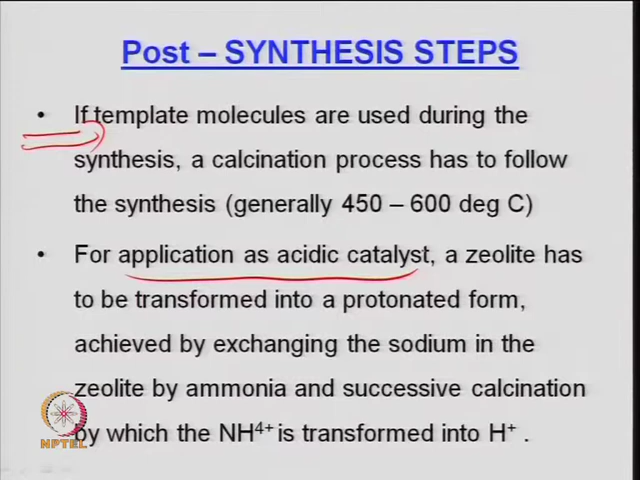 Post – SYNTHESIS STEPS
• If template molecules are used during the
synthesis, a calcination process has to follow
the synthesis (generally 450 – 600 deg C)
• For application as acidic catalyst, a zeolite has
to be transformed into a protonated form,
achieved by exchanging the sodium in the
zeolite by ammonia and successive calcination
by which the NH⁴⁺ is transformed into H⁺ .
NPTEL